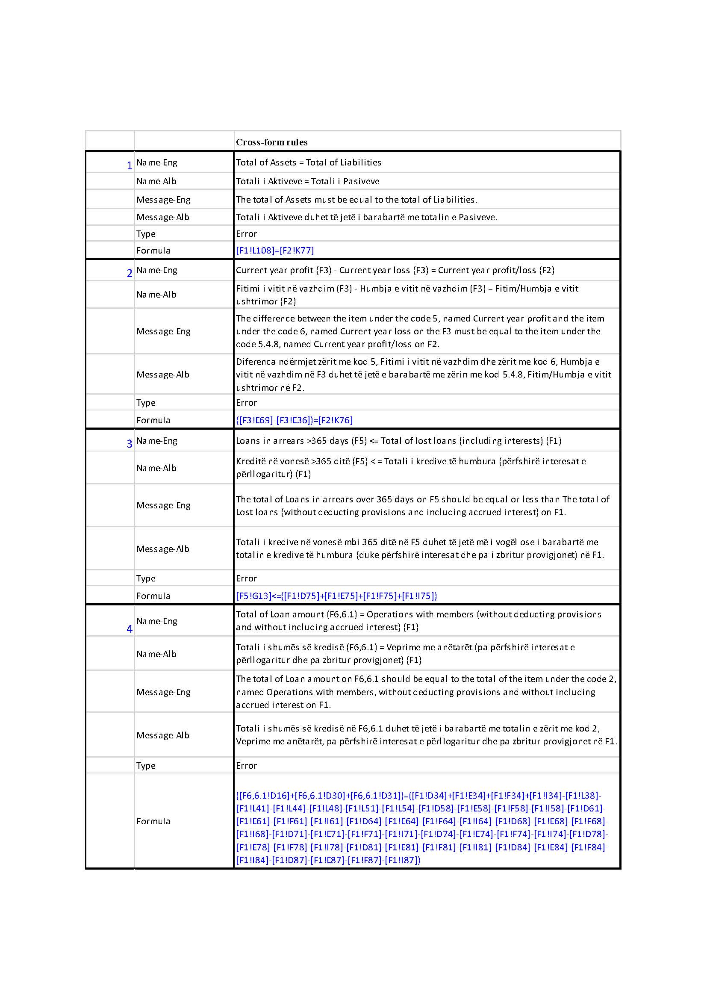 Cross-form rules
1 Name-Eng Total of Assets = Total of Liabilities
Name-Alb Totali i Aktiveve = Totali i Pasiveve
Message-Eng The total of Assets must be equal to the total of Liabilities.
Message-Alb Totali i Aktiveve duhet të jetë i barabartë me totalin e Pasiveve.
Type Error
Formula [F1!L108]=[F2!K77]
2 Name-Eng Current year profit (F3) - Current year loss (F3) = Current year profit/loss (F2)
Name-Alb Fitimi i vitit në vazhdim (F3) - Humbja e vitit në vazhdim (F3) = Fitim/Humbja e vitit
ushtrimor (F2)
Message-Eng The difference between the item under the code 5, named Current year profit and the item
under the code 6, named Current year loss on the F3 must be equal to the item under the
code 5.4.8, named Current year profit/loss on F2.
Message-Alb Diferenca ndërmjet zërit me kod 5, Fitimi i vitit në vazhdim dhe zërit me kod 6, Humbja e
vitit në vazhdim në F3 duhet të jetë e barabartë me zërin me kod 5.4.8, Fitim/Humbja e vitit
ushtrimor në F2.
Type Error
Formula ([F3!E69]-[F3!E36])=[F2!K76]
3 Name-Eng Loans in arrears >365 days (F5) <= Total of lost loans (including interests) (F1)
Name-Alb Kreditë në vonesë >365 ditë (F5) < = Totali i kredive të humbura (përfshirë interesat e
përllogaritur) (F1)
Message-Eng The total of Loans in arrears over 365 days on F5 should be equal or less than The total of
Lost loans (without deducting provisions and including accrued interest) on F1.
Message-Alb Totali i kredive në vonesë mbi 365 ditë në F5 duhet të jetë më i vogël ose i barabartë me
totalin e kredive të humbura (duke përfshirë interesat dhe pa i zbritur provigjonet) në F1.
Type Error
Formula [F5!G13]<=([F1!D75]+[F1!E75]+[F1!F75]+[F1!I75])
4 Name-Eng Total of Loan amount (F6,6.1) = Operations with members (without deducting provisions
and without including accrued interest) (F1)
Name-Alb Totali i shumës së kredisë (F6,6.1) = Veprime me anëtarët (pa përfshirë interesat e
përllogaritur dhe pa zbritur provigjonet) (F1)
Message-Eng The total of Loan amount on F6,6.1 should be equal to the total of the item under the code 2,
named Operations with members, without deducting provisions and without including
accrued interest on F1.
Message-Alb Totali i shumës së kredisë në F6,6.1 duhet të jetë i barabartë me totalin e zërit me kod 2,
Veprime me anëtarët, pa përfshirë interesat e përllogaritur dhe pa zbritur provigjonet në F1.
Type Error
Formula ([F6,6.1!D16]+[F6,6.1!D30]+[F6,6.1!D31])=([F1!D34]+[F1!E34]+[F1!F34]+[F1!I34]-[F1!L38]-
[F1!L41]-[F1!L44]-[F1!L48]-[F1!L51]-[F1!L54]-[F1!D58]-[F1!E58]-[F1!F58]-[F1!I58]-[F1!D61]-
[F1!E61]-[F1!F61]-[F1!I61]-[F1!D64]-[F1!E64]-[F1!F64]-[F1!I64]-[F1!D68]-[F1!E68]-[F1!F68]-
[F1!I68]-[F1!D71]-[F1!E71]-[F1!F71]-[F1!I71]-[F1!D74]-[F1!E74]-[F1!F74]-[F1!I74]-[F1!D78]-
[F1!E78]-[F1!F78]-[F1!I78]-[F1!D81]-[F1!E81]-[F1!F81]-[F1!I81]-[F1!D84]-[F1!E84]-[F1!F84]-
[F1!I84]-[F1!D87]-[F1!E87]-[F1!F87]-[F1!I87])